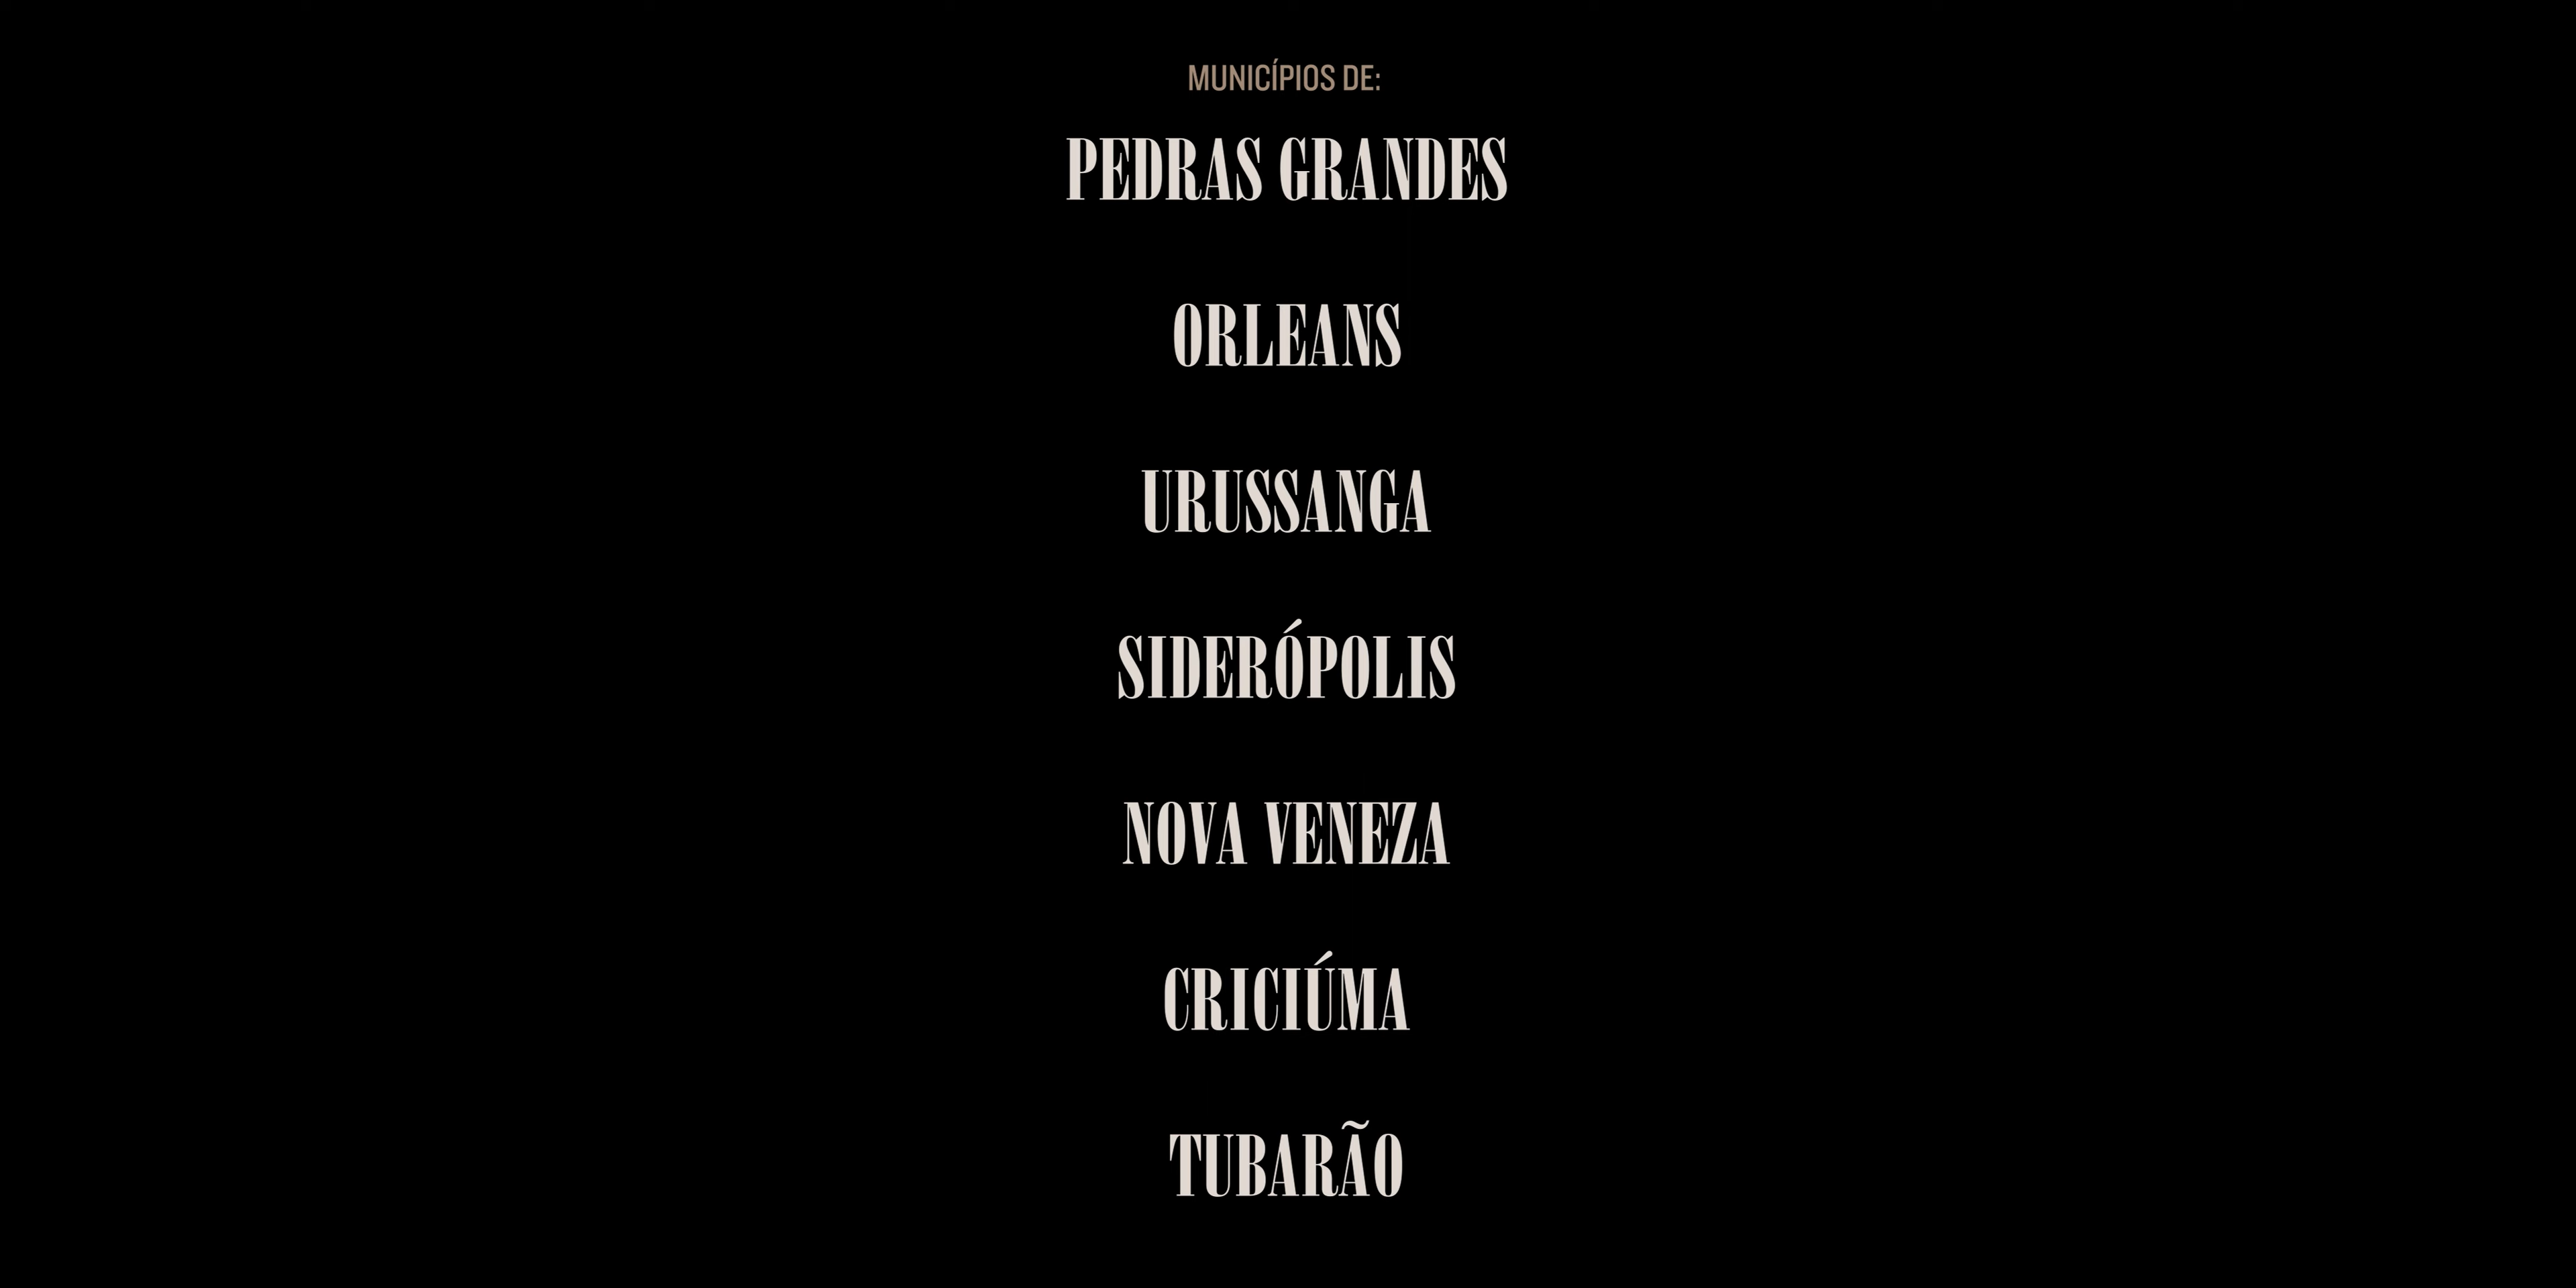 MUNICÍPIOS DE:
PEDRAS GRANDES
ORLEANS
URUSSANGA
SIDERÓPOLIS
NOVA VENEZA
CRICIÚMA
TUBARÃO